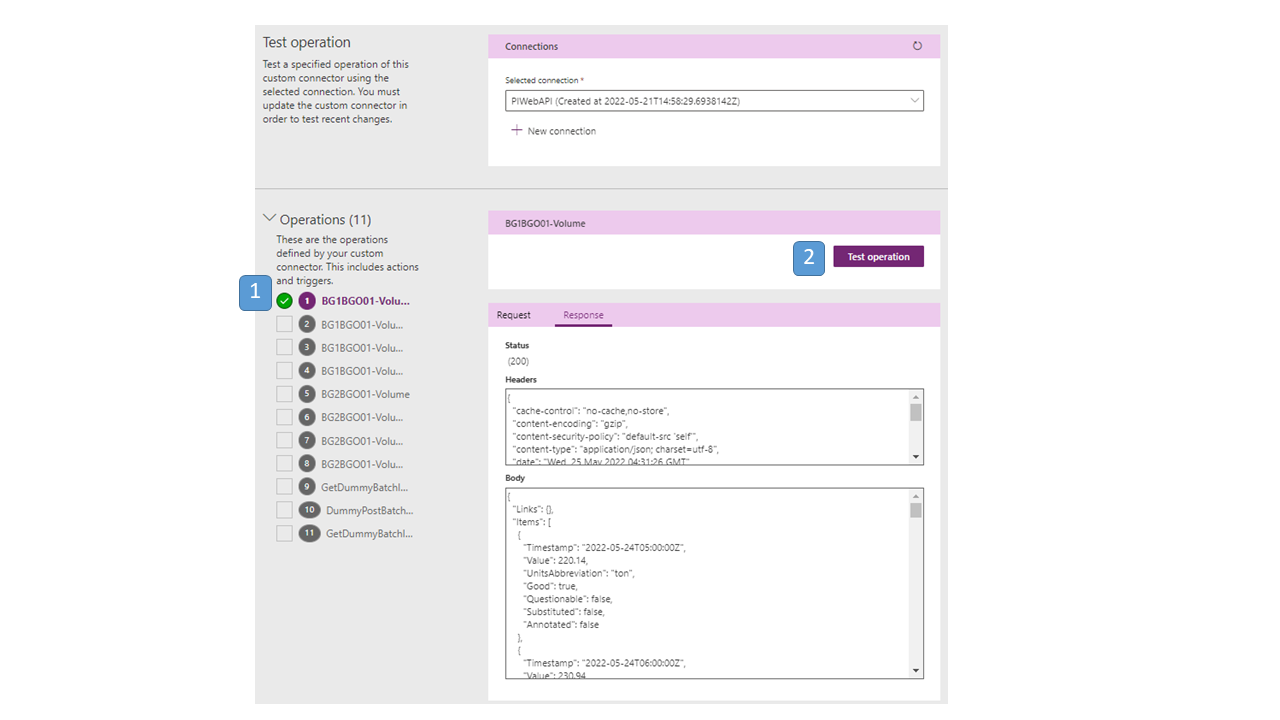 Test operation
Test a specified operation of this
custom connector using the
selected connection. You must
update the custom connector in
order to test recent changes.
Connections
Selected connection *
PIWebAPI (Created at 2022-05-21T14:58:29.6938142Z)
New connection
Operations (11)
These are the operations
defined by your custom
connector. This includes actions
and triggers.
1
1 BG1BGO01-Volu...
2 BG1BGO01-Volu...
3 BG1BGO01-Volu...
4 BG1BGO01-Volu...
5 BG2BGO01-Volume
6 BG2BGO01-Volu...
7 BG2BGO01-Volu...
8 BG2BGO01-Volu...
9 GetDummyBatchI...
10 DummyPostBatch...
11 GetDummyBatchI...
BG1BGO01-Volume
2
Test operation
Request Response
Status
(200)
Headers
{
"cache-control": "no-cache,no-store",
"content-encoding": "gzip",
"content-security-policy": "default-src 'self'",
"content-type": "application/json; charset=utf-8",
"date": "Wed, 25 May 2022 04:31:26 GMT"
Body
{
"Links": {},
"Items": [
{
"Timestamp": "2022-05-24T05:00:00Z",
"Value": 220.14,
"UnitsAbbreviation": "ton",
"Good": true,
"Questionable": false,
"Substituted": false,
"Annotated": false
},
{
"Timestamp": "2022-05-24T06:00:00Z",
"Value": 230.94